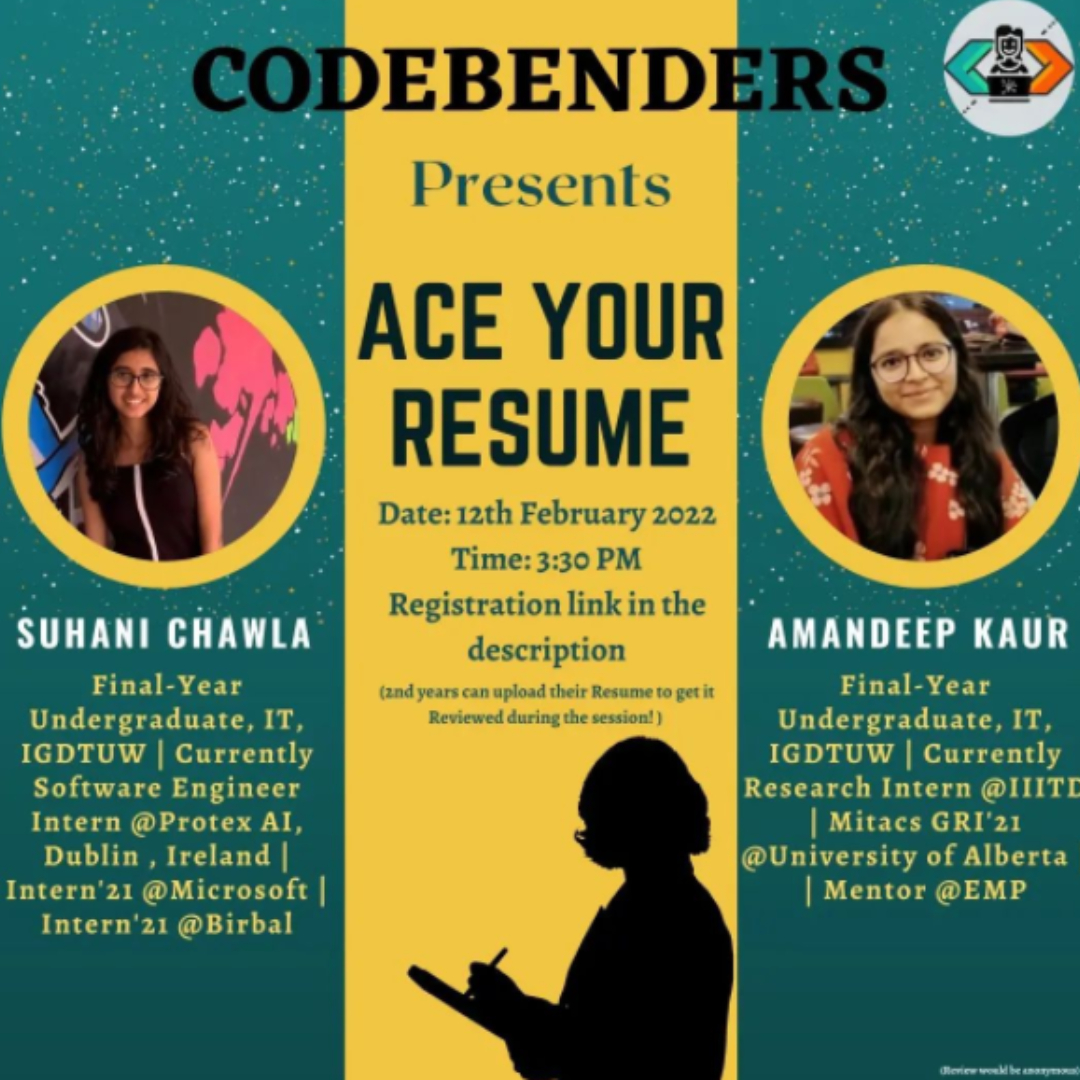 CODEBENDERS
Presents
ACE YOUR
RESUME
Date: 12th February 2022
Time: 3:30 PM
Registration link in the
description
(2nd years can upload their Resume to get it
Reviewed during the session! )
SUHANI CHAWLA
Final-Year
Undergraduate, IT,
IGDTUW | Currently
Software Engineer
Intern @Protex AI,
Dublin , Ireland |
Intern'21 @Microsoft |
Intern'21 @Birbal
AMANDEEP KAUR
Final-Year
Undergraduate, IT,
IGDTUW | Currently
Research Intern @IIITD
| Mitacs GRI'21
@University of Alberta
| Mentor @EMP
(Review would be anonymous)